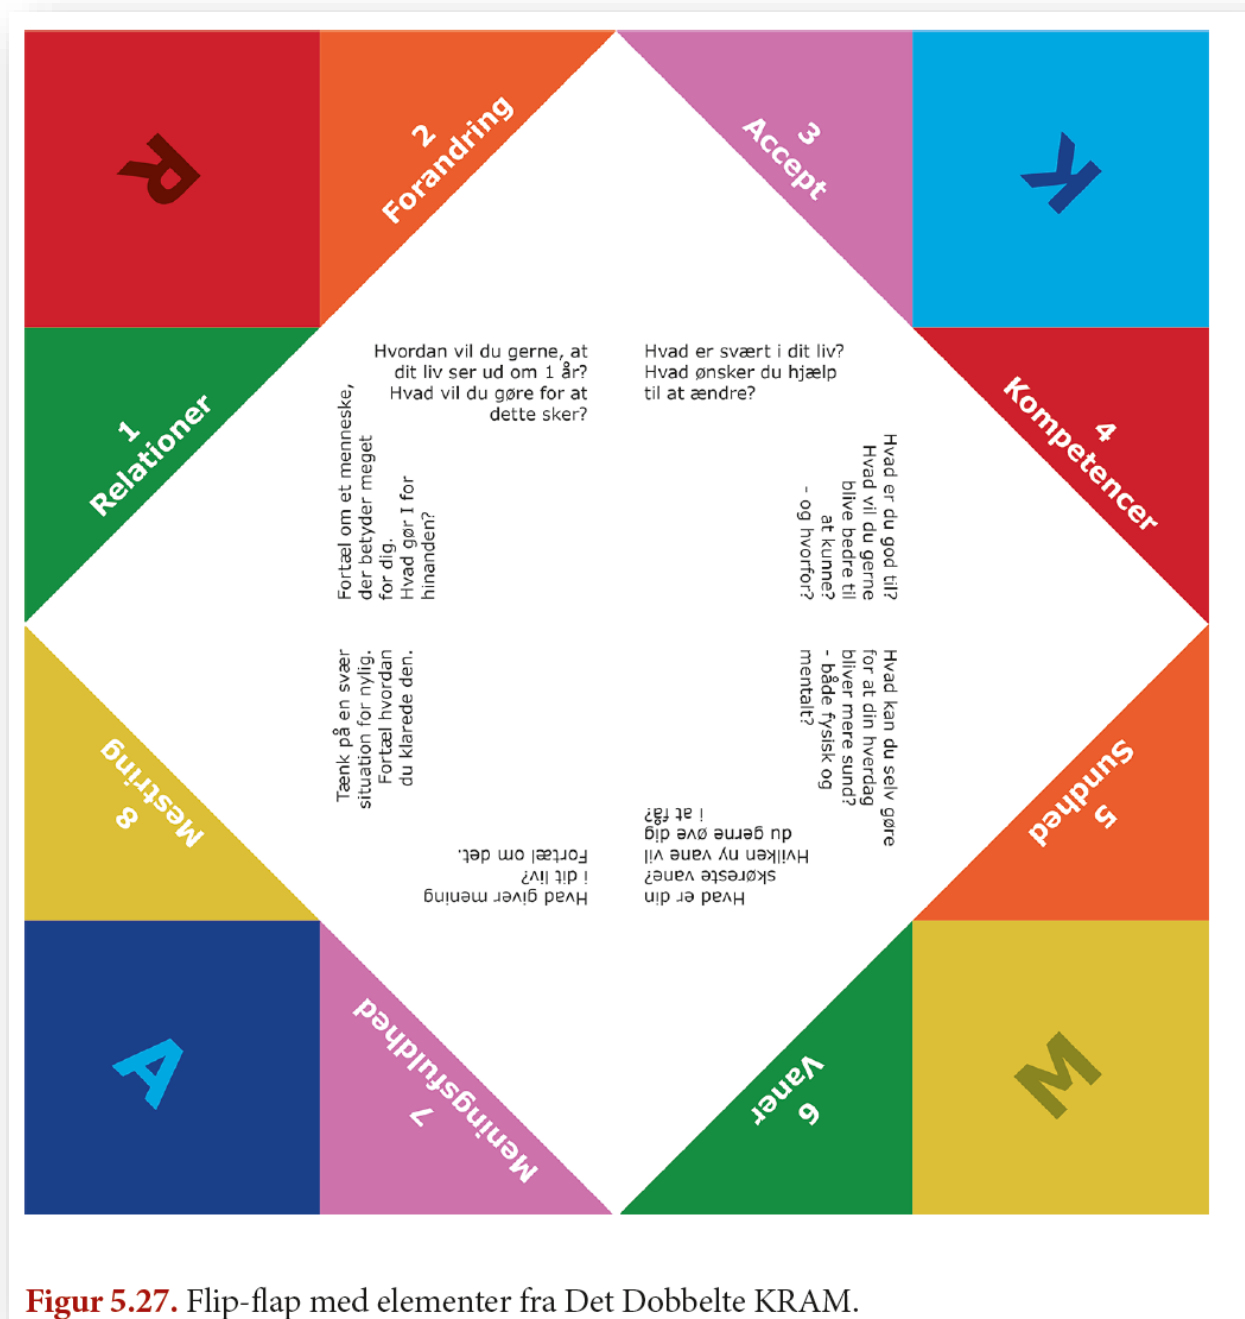 R
2
Forandring
3
Accept
K
1
Relationer
4
Kompetencer
Hvordan vil du gerne, at
dit liv ser ud om 1 år?
Hvad vil du gøre for at
dette sker?
Hvad er svært i dit liv?
Hvad ønsker du hjælp
til at ændre?
Fortæl om et menneske,
der betyder meget
for dig.
Hvad gør I for
hinanden?
Hvad er du god til?
Hvad vil du gerne
blive bedre til
at kunne?
- og hvorfor?
Tænk på en svær
situation for nylig.
Fortæl hvordan
du klarede den.
Hvad kan du selv gøre
for at din hverdag
bliver mere sund?
- både fysisk og
mentalt?
Hvad giver mening
i dit liv?
Fortæl om det.
Hvad er din
skøreste vane?
Hvilken ny vane vil
du gerne øve dig
i at få?
8
Mestring
5
Sundhed
A
7
Meningsfuldhed
6
Vaner
M
Figur 5.27. Flip-flap med elementer fra Det Dobbelte KRAM.